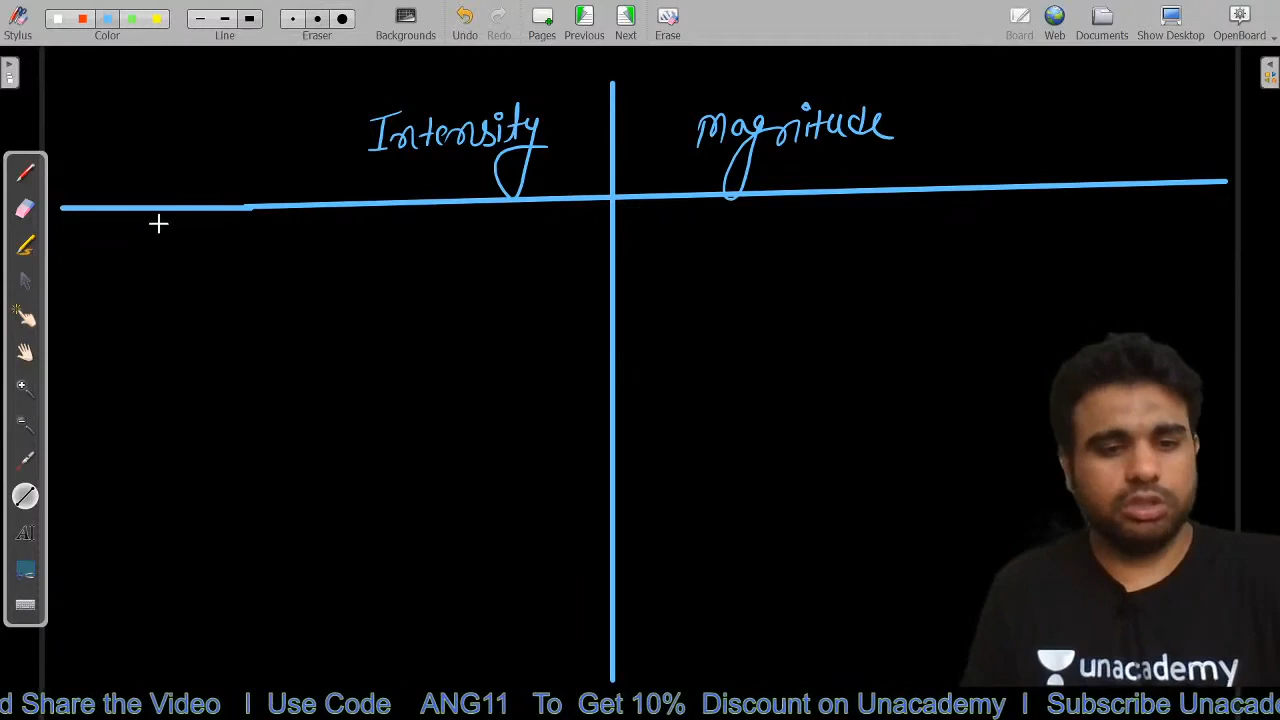 Stylus Color Line Eraser Backgrounds Undo Redo Pages Previous Next Erase Board Web Documents Show Desktop OpenBoard
Intensity Magnitude
unacademy
d Share the Video I Use Code ANG11 To Get 10% Discount on Unacademy I Subscribe Unacade